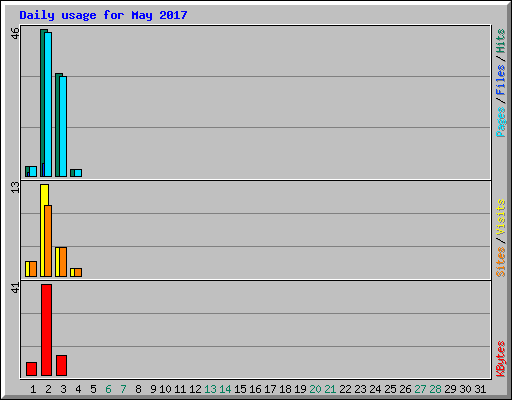 Daily usage for May 2017
46
13
41
Pages/Files/Hits
Sites/Visits
KBytes
1 2 3 4 5 6 7 8 9 10 11 12 13 14 15 16 17 18 19 20 21 22 23 24 25 26 27 28 29 30 31